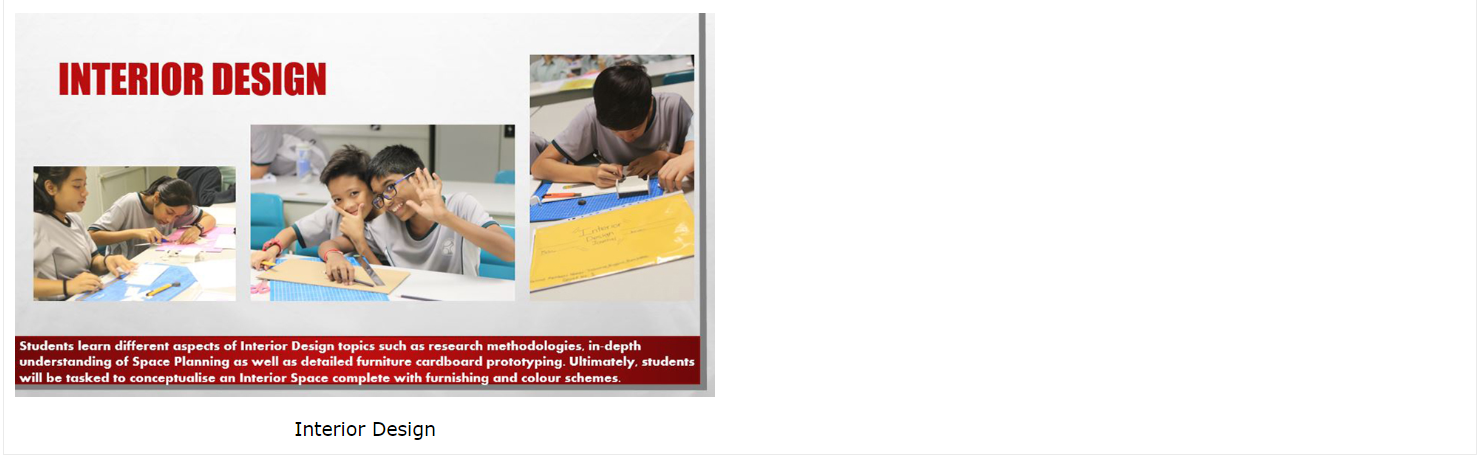 INTERIOR DESIGN
Interior
Design
Students learn different aspects of Interior Design topics such as research methodologies, in-depth
understanding of Space Planning as well as detailed furniture cardboard prototyping. Ultimately, students
will be tasked to conceptualise an Interior Space complete with furnishing and colour schemes.
Interior Design